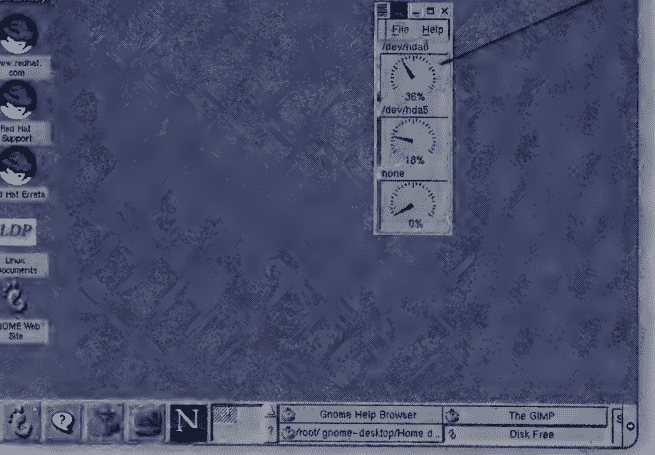 www.redhat.
com
Red Hat
Support
Hat Errata
LDP
Linux
Documents
GNOME Web
Site
File Help
/dev/hda6
36%
/dev/hda5
18%
none
0%
N
?
Gnome Help Browser
The GIMP
?
/root/ gnome-desktop/Home d..
Disk Free
S